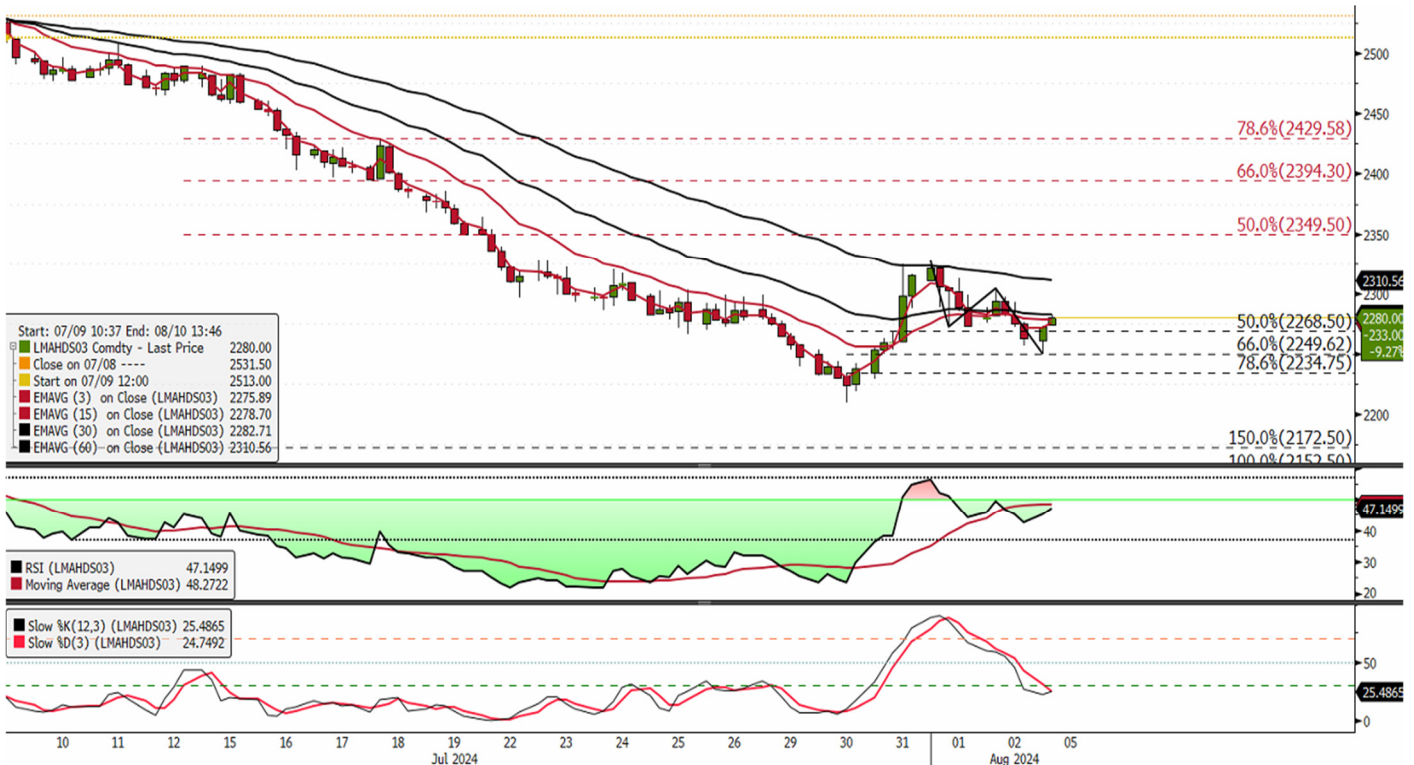 2500
2450
78.6%(2429.58)
66.0%(2394.30)
2400
50.0%(2349.50)
2350
2310.56
2300
2280.00
-233.00
-9.27%
50.0%(2268.50)
66.0%(2249.62)
78.6%(2234.75)
2200
150.0%(2172.50)
100.0%(2152.50)
Start: 07/09 10:37 End: 08/10 13:46
LMAHDS03 Comdty - Last Price 2280.00
Close on 07/08 ---- 2531.50
Start on 07/09 12:00 2513.00
EMAVG (3) on Close (LMAHDS03) 2275.89
EMAVG (15) on Close (LMAHDS03) 2278.70
EMAVG (30) on Close (LMAHDS03) 2282.71
EMAVG (60) on Close (LMAHDS03) 2310.56
47.1499
40
30
20
RSI (LMAHDS03) 47.1499
Moving Average (LMAHDS03) 48.2722
Slow %K(12,3) (LMAHDS03) 25.4865
Slow %D(3) (LMAHDS03) 24.7492
50
25.4865
0
10 11 12 15 16 17 18 19 22 23 24 25 26 29 30 31 01 02 05
Jul 2024 Aug 2024